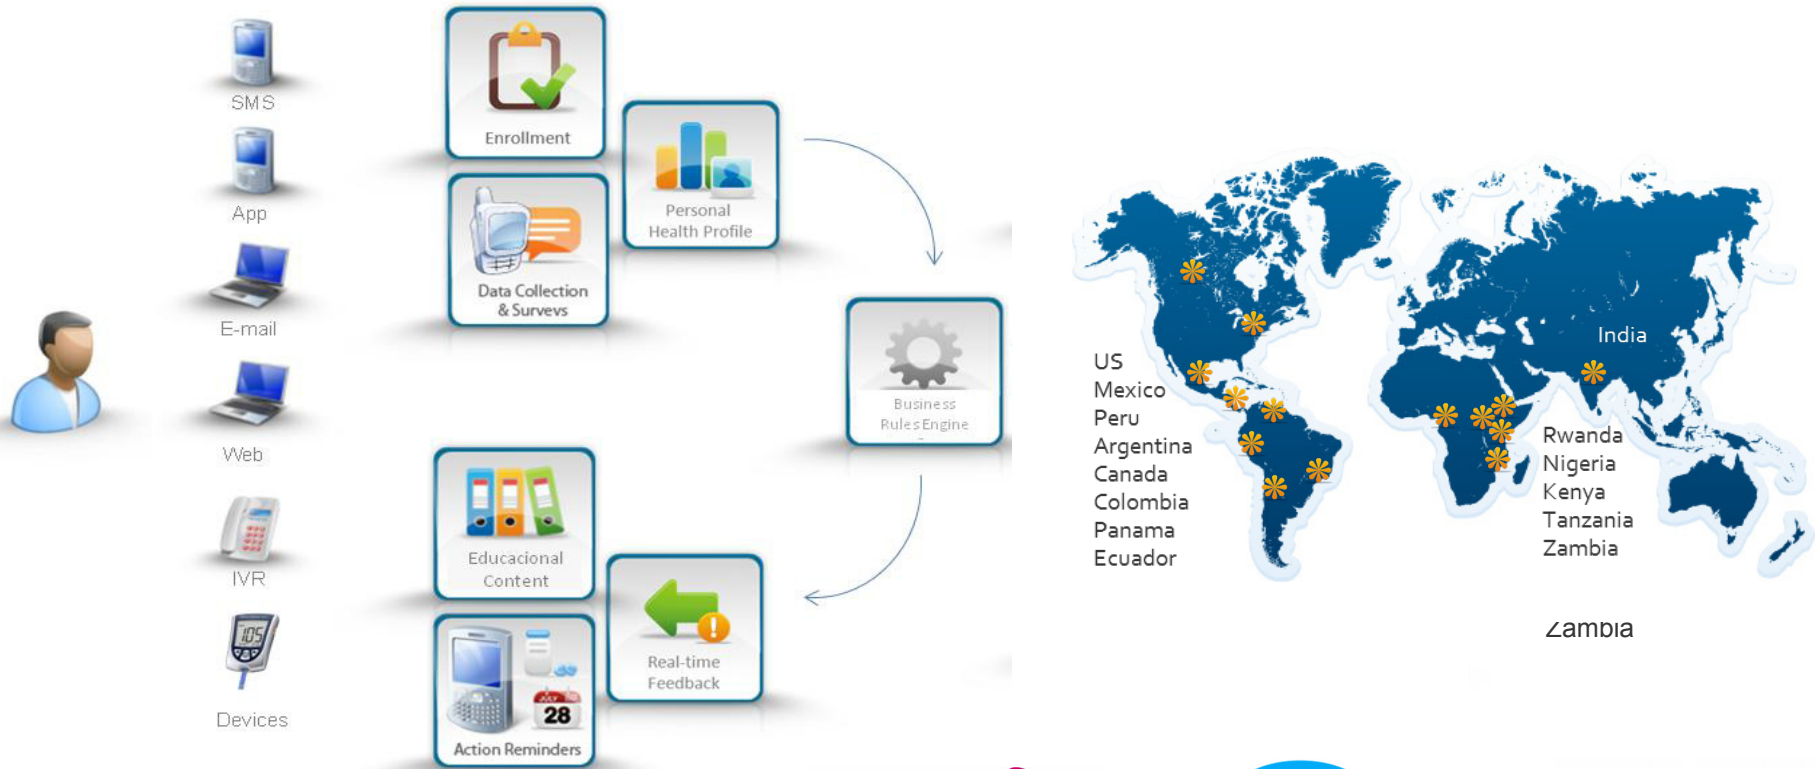 SMS
App
E-mail
Web
IVR
Devices
105
Enrollment
Personal
Health Profile
Data Collection
& Surveys
Business
Rules Engine
Educacional
Content
Real-time
Feedback
JULY
28
Action Reminders
US
Mexico
Peru
Argentina
Canada
Colombia
Panama
Ecuador
India
Rwanda
Nigeria
Kenya
Tanzania
Zambia
Zambia